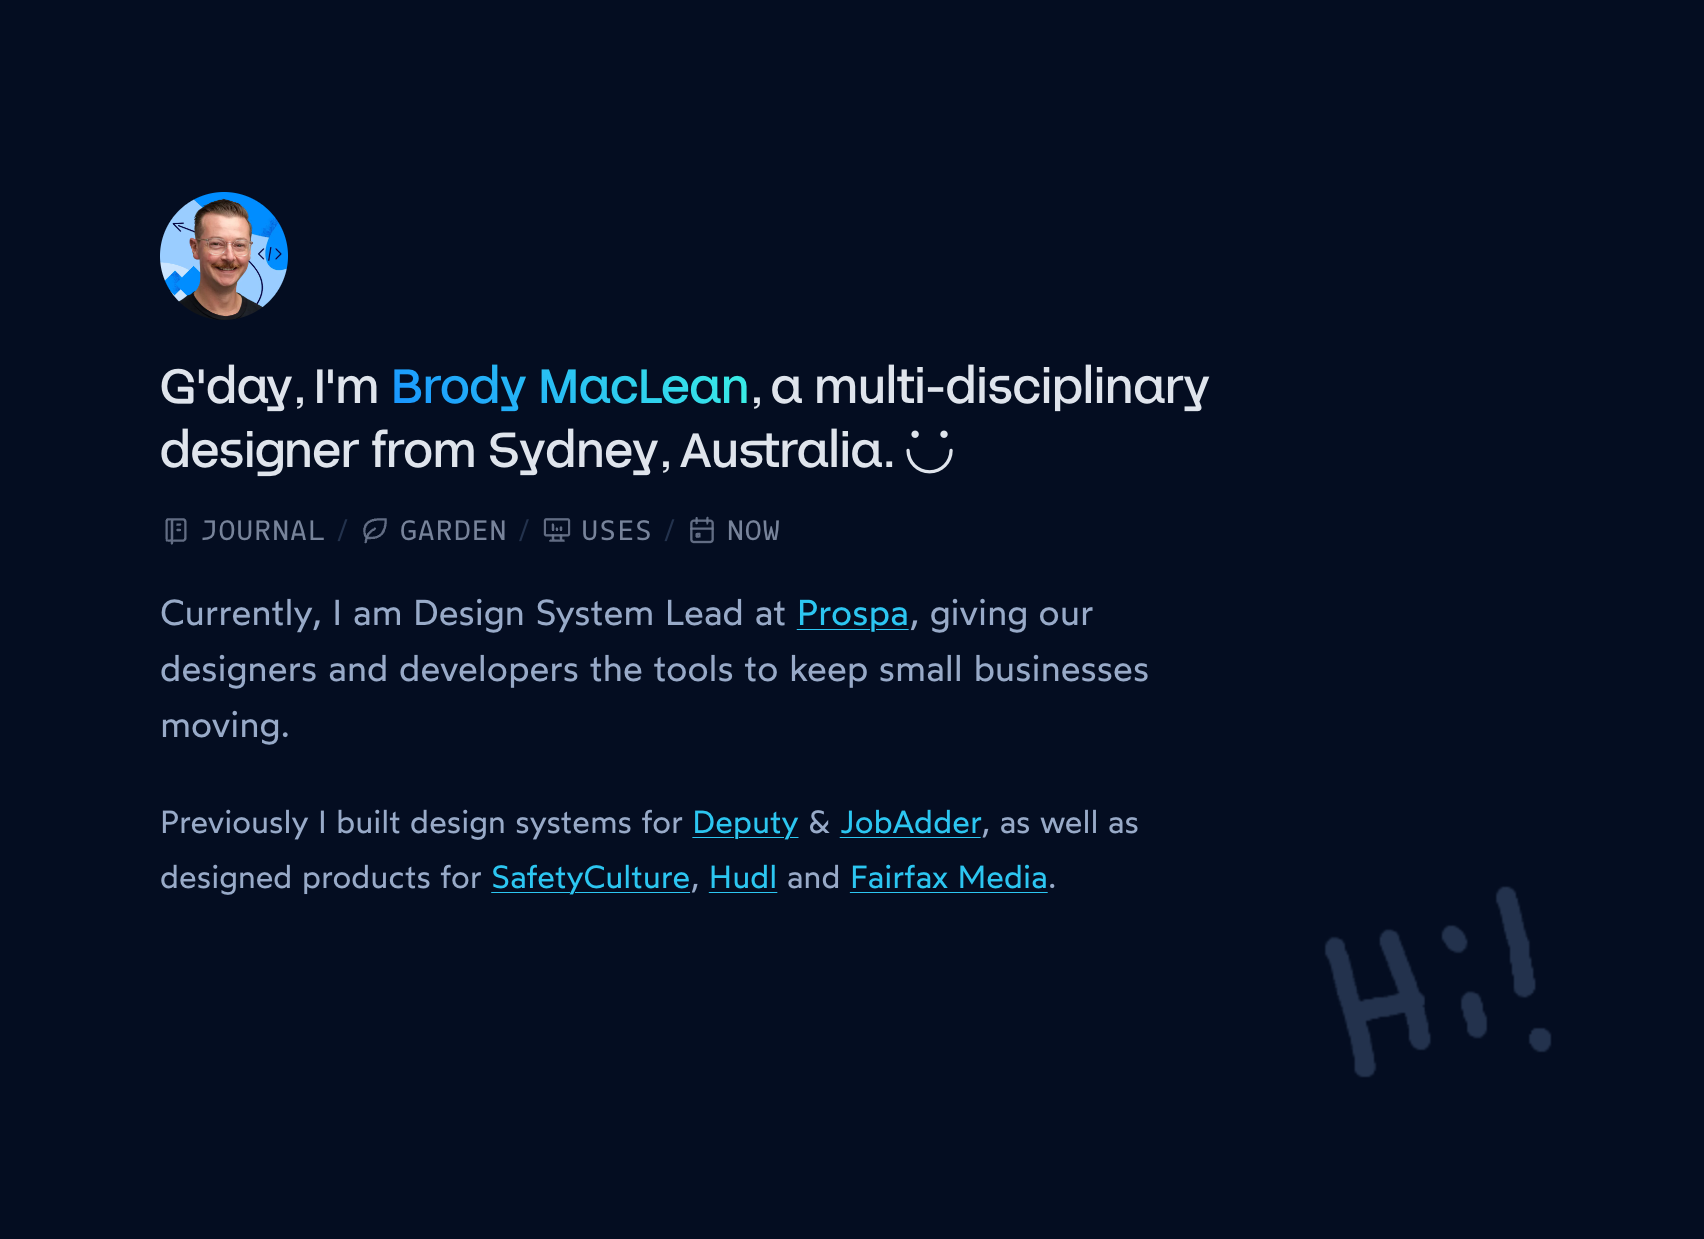 </>
G'day, I'm Brody MacLean, a multi-disciplinary
designer from Sydney, Australia.
JOURNAL / GARDEN / USES / NOW
Currently, I am Design System Lead at Prospa, giving our
designers and developers the tools to keep small businesses
moving.
Previously I built design systems for Deputy & JobAdder, as well as
designed products for SafetyCulture, Hudl and Fairfax Media.
Hi!